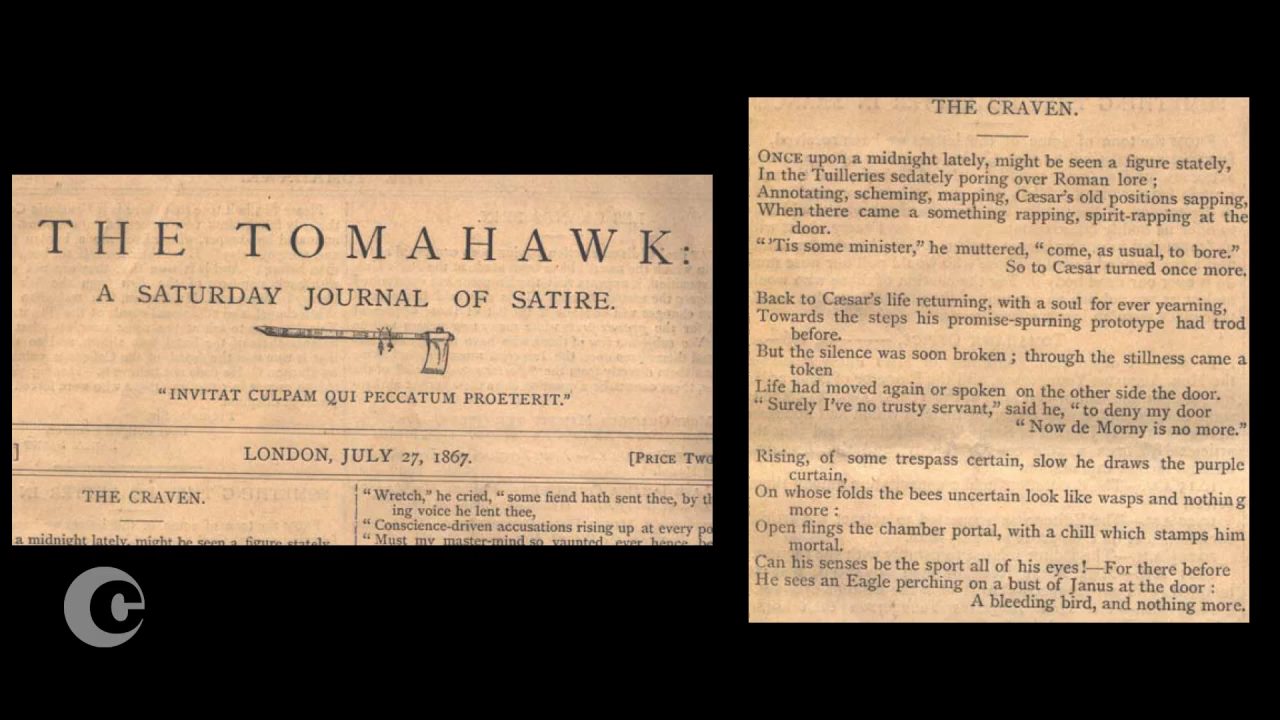 THE TOMAHAWK:
A SATURDAY JOURNAL OF SATIRE.
"INVITAT CULPAM QUI PECCATUM PROETERIT."
]
LONDON, JULY 27, 1867.
[PRICE TWO
THE CRAVEN.
a midnight lately, might be seen a figure stately,
"Wretch," he cried, "some fiend hath sent thee, by th
ing voice he lent thee,
"Conscience-driven accusations rising up at every po
"Must my master-mind so vaunted, ever hence be
THE CRAVEN.
ONCE upon a midnight lately, might be seen a figure stately,
In the Tuilleries sedately poring over Roman lore ;
Annotating, scheming, mapping, Cæsar's old positions sapping,
When there came a something rapping, spirit-rapping at the
door.
"'Tis some minister," he muttered, "come, as usual, to bore."
So to Cæsar turned once more.
Back to Cæsar's life returning, with a soul for ever yearning,
Towards the steps his promise-spurning prototype had trod
before.
But the silence was soon broken ; through the stillness came a
token
Life had moved again or spoken on the other side the door.
"Surely I've no trusty servant," said he, "to deny my door
"Now de Morny is no more."
Rising, of some trespass certain, slow he draws the purple
curtain,
On whose folds the bees uncertain look like wasps and nothing
more :
Open flings the chamber portal, with a chill which stamps him
mortal.
Can his senses be the sport all of his eyes!—For there before
He sees an Eagle perching on a bust of Janus at the door :
A bleeding bird, and nothing more.